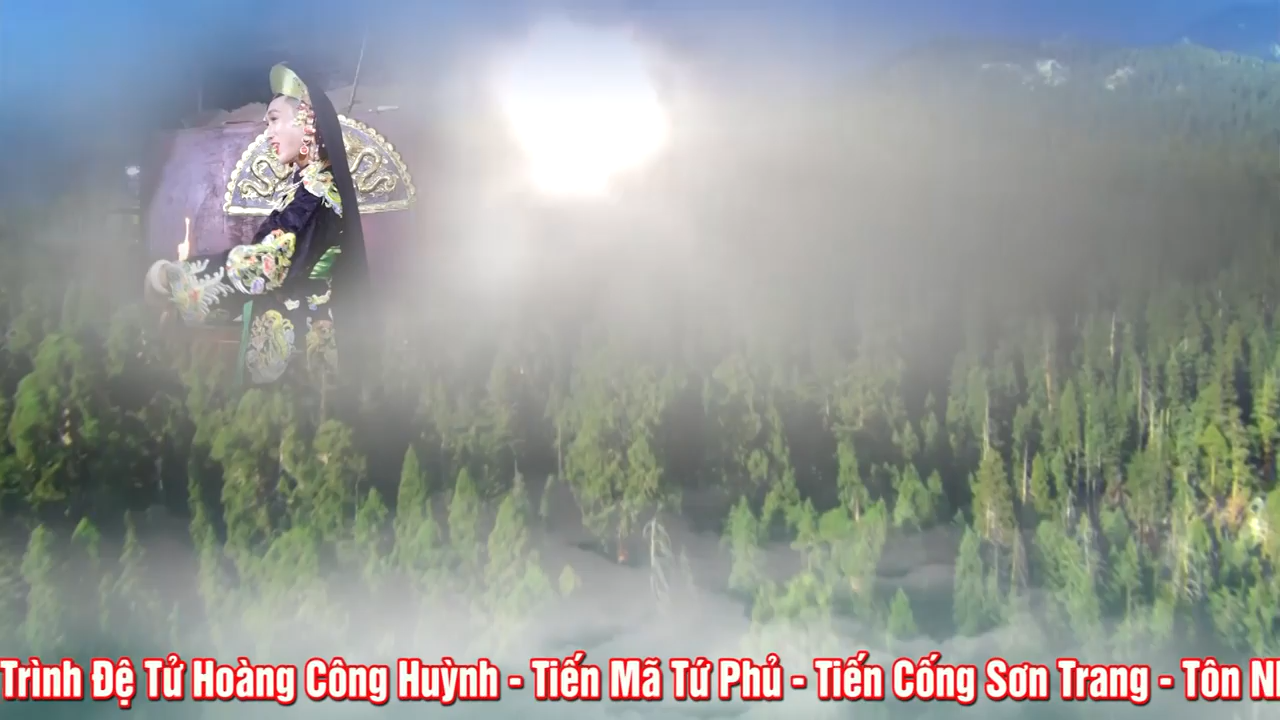 Trình Đệ Tử Hoàng Công Huỳnh - Tiến Mã Tứ Phủ - Tiến Cống Sơn Trang - Tôn